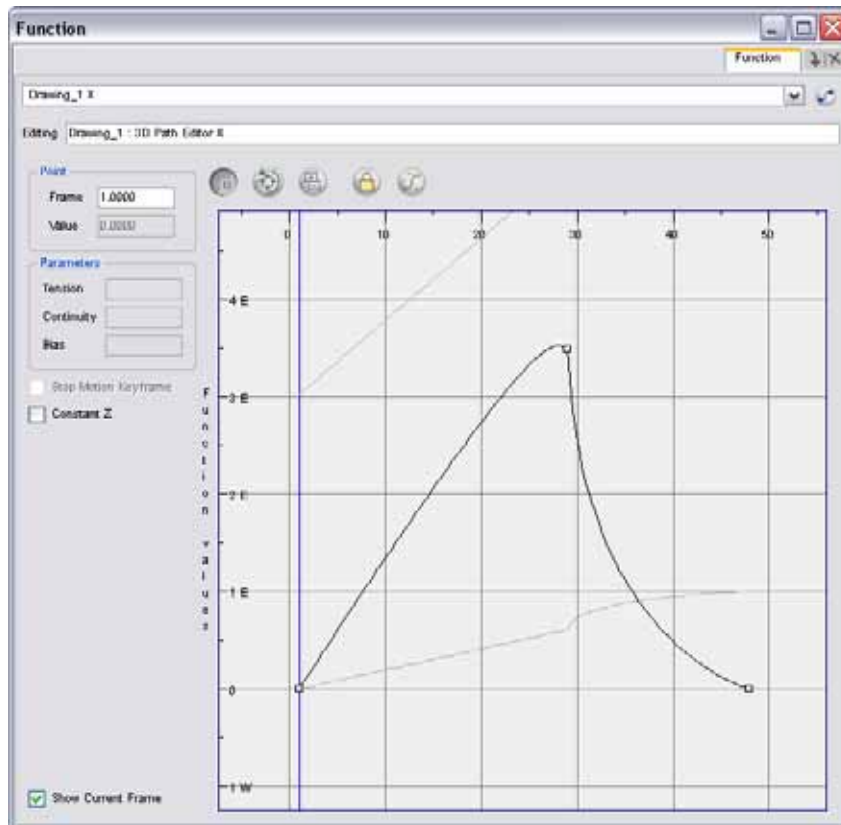 Function
Function
Drawing_1 X
Editing Drawing_1 : 3D Path Editor X
Point
Frame 1.0000
Value 0.0000
Parameters
Tension
Continuity
Bias
Stop Motion Keyframe
Constant Z
Function values
0 10 20 30 40 50
4 E
3 E
2 E
1 E
0
1 W
Show Current Frame